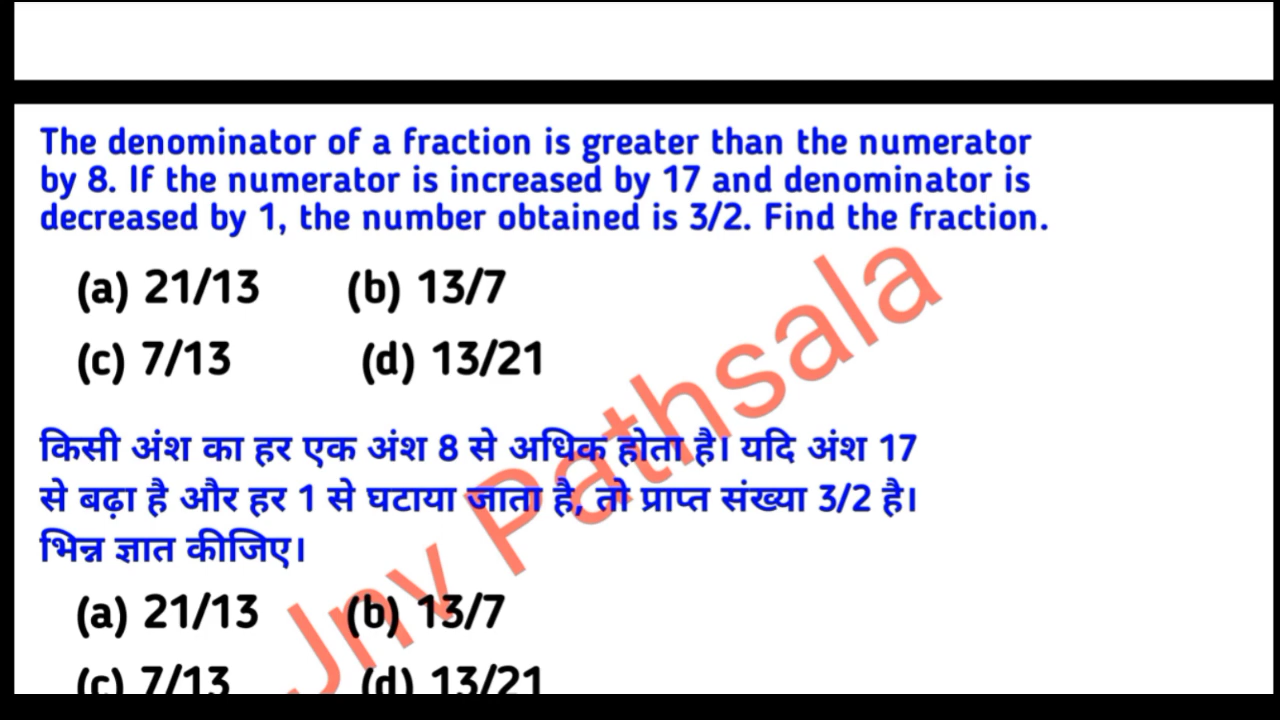 The denominator of a fraction is greater than the numerator
by 8. If the numerator is increased by 17 and denominator is
decreased by 1, the number obtained is 3/2. Find the fraction.
(a) 21/13 (b) 13/7
(c) 7/13 (d) 13/21
किसी अंश का हर एक अंश 8 से अधिक होता है। यदि अंश 17
से बढ़ा है और हर 1 से घटाया जाता है, तो प्राप्त संख्या 3/2 है।
भिन्न ज्ञात कीजिए।
(a) 21/13 (b) 13/7
(c) 7/13 (d) 13/21
Jnv Pathsala